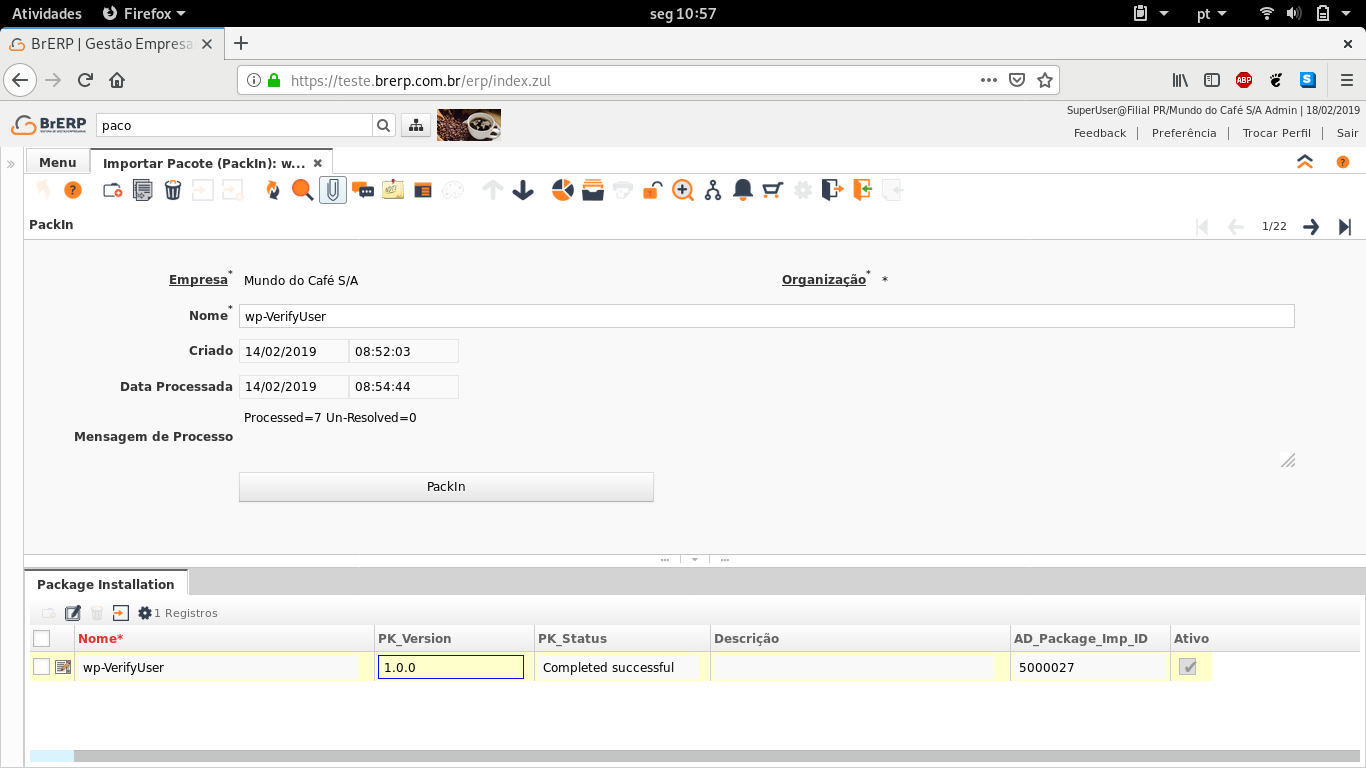 Atividades Firefox seg 10:57 pt
BrERP | Gestão Empresa
https://teste.brerp.com.br/erp/index.zul ABP S
BrERP paco SuperUser@Filial PR/Mundo do Café S/A Admin | 18/02/2019
Feedback Preferência Trocar Perfil Sair
Menu Importar Pacote (PackIn): w...
PackIn 1/22
Empresa* Mundo do Café S/A Organização* *
Nome* wp-VerifyUser
Criado 14/02/2019 08:52:03
Data Processada 14/02/2019 08:54:44
Processed=7 Un-Resolved=0
Mensagem de Processo
PackIn
Package Installation
1 Registros
Nome* PK_Version PK_Status Descrição AD_Package_Imp_ID Ativo
wp-VerifyUser 1.0.0 Completed successful 5000027